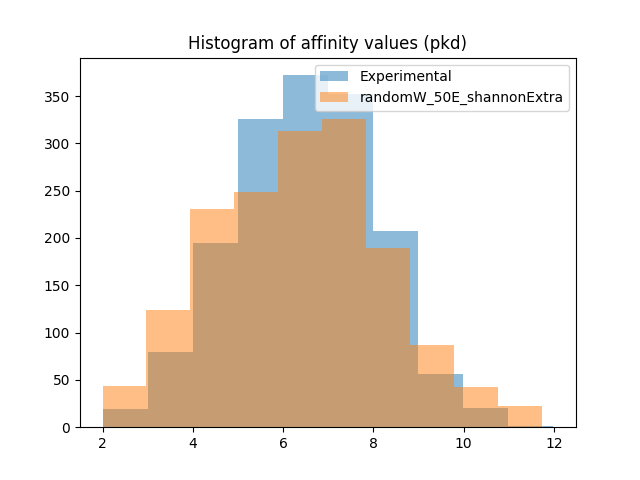 Histogram of affinity values (pkd)
Experimental
randomW_50E_shannonExtra
350
300
250
200
150
100
50
0
2 4 6 8 10 12